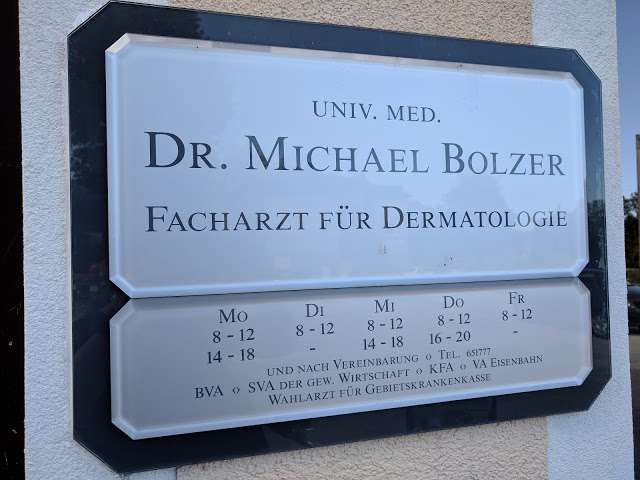 UNIV. MED.
DR. MICHAEL BOLZER
FACHARZT FÜR DERMATOLOGIE
MO DI MI DO FR
8 - 12 8 - 12 8 - 12 8 - 12 8 - 12
14 - 18 - 14 - 18 16 - 20 -
UND NACH VEREINBARUNG ◊ TEL. 651777
BVA ◊ SVA DER GEW. WIRTSCHAFT ◊ KFA ◊ VA EISENBAHN
WAHLARZT FÜR GEBIETSKRANKENKASSE